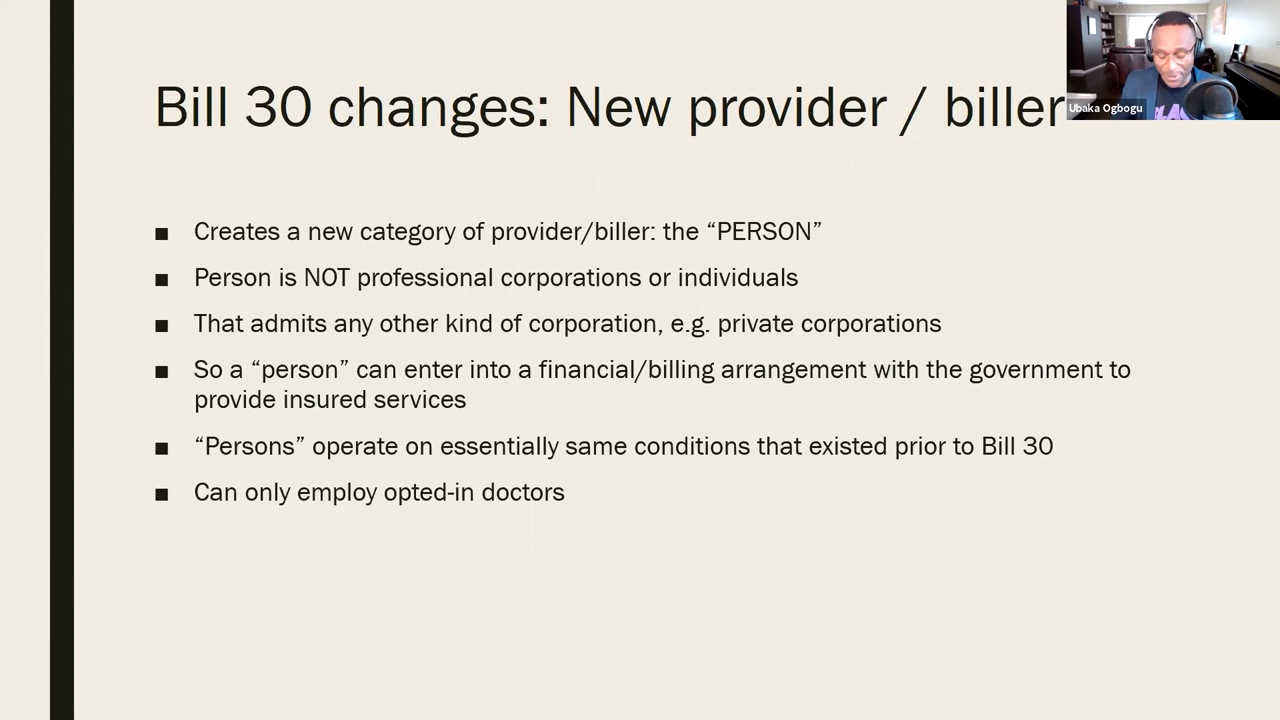 Bill 30 changes: New provider / biller
Ubaka Ogbogu
■ Creates a new category of provider/biller: the “PERSON”
■ Person is NOT professional corporations or individuals
■ That admits any other kind of corporation, e.g. private corporations
■ So a “person” can enter into a financial/billing arrangement with the government to
provide insured services
■ “Persons” operate on essentially same conditions that existed prior to Bill 30
■ Can only employ opted-in doctors